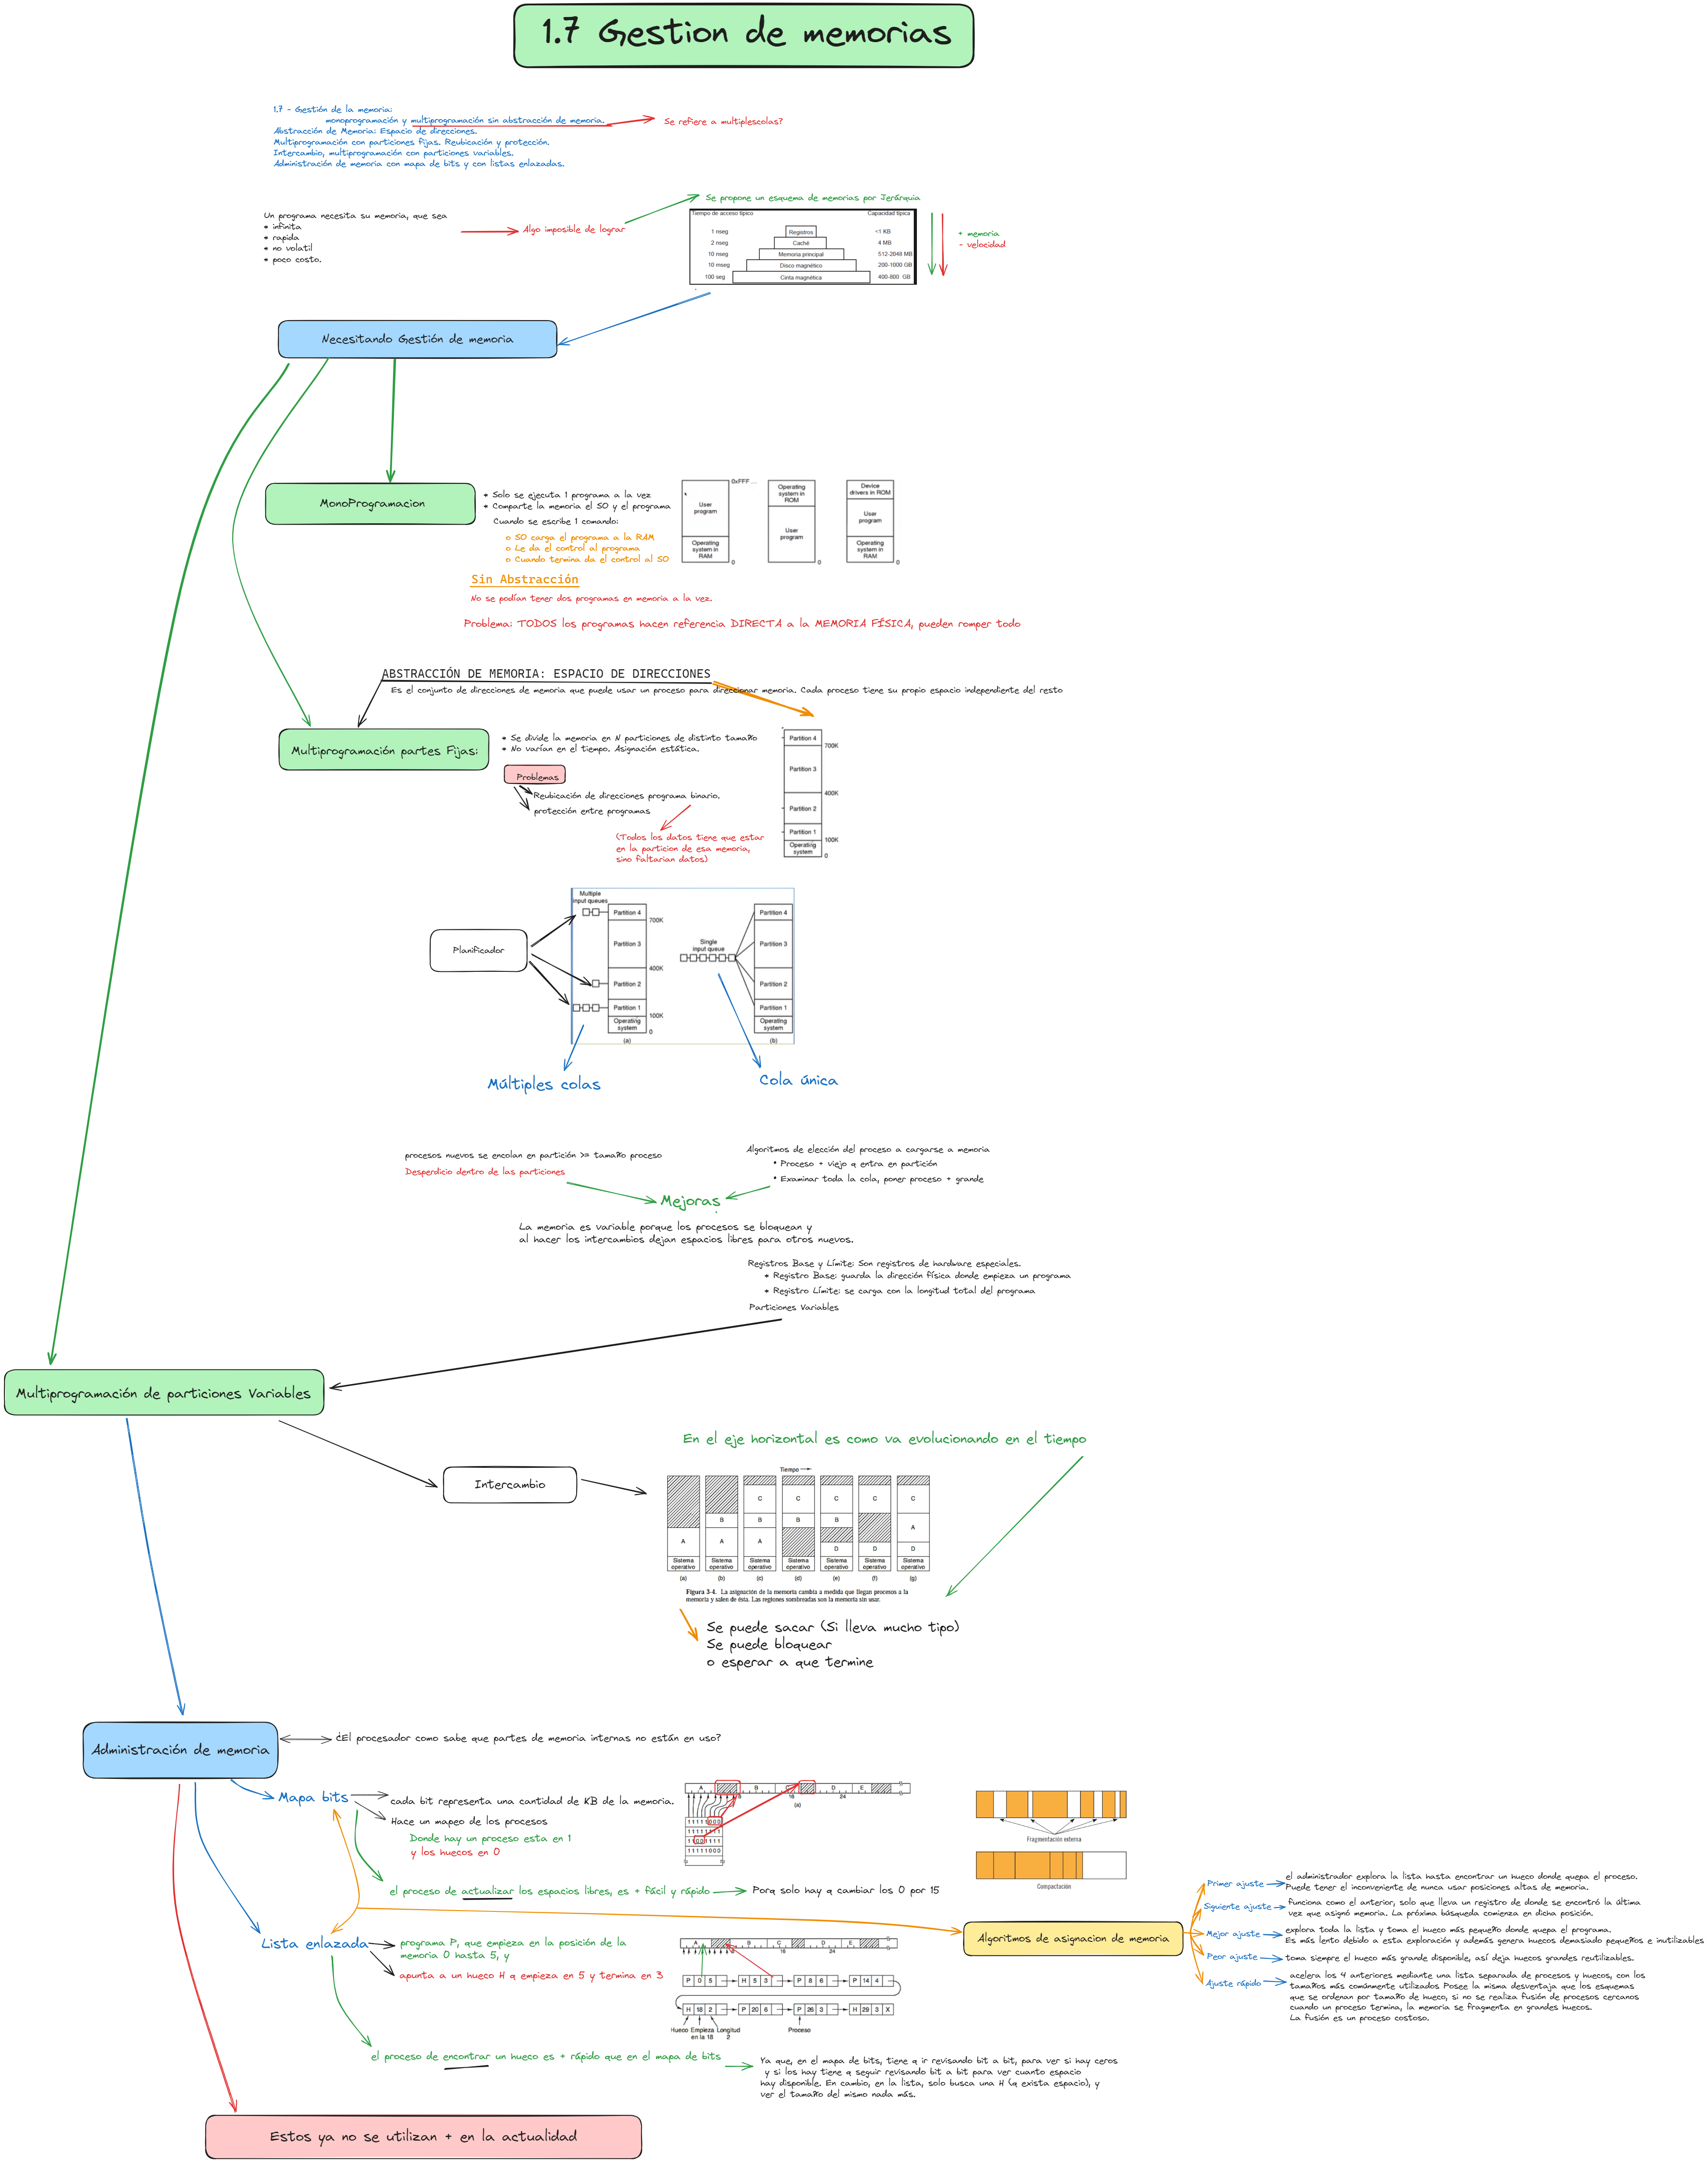 1.7 Gestion de memorias
1.7 - Gestión de la memoria:
monoprogramación y multiprogramación sin abstracción de memoria.
Se refiere a multiplescolas?
Abstracción de Memoria: Espacio de direcciones.
Multiprogramación con particiones fijas. Reubicación y protección.
Intercambio, multiprogramación con particiones variables.
Administración de memoria con mapa de bits y con listas enlazadas.
Un programa necesita su memoria, que sea
* infinita
* rapida
* no volatil
* poco costo.
Algo imposible de lograr
Se propone un esquema de memorias por Jerárquia
Tiempo de acceso típico Capacidad típica
1 nseg Registros <1 KB
2 nseg Caché 4 MB
10 nseg Memoria principal 512-2048 MB
10 mseg Disco magnético 200-1000 GB
100 seg Cinta magnética 400-800 GB
+ memoria
- velocidad
Necesitando Gestión de memoria
MonoProgramacion
* Solo se ejecuta 1 programa a la vez
* Comparte la memoria el SO y el programa
Cuando se escribe 1 comando:
o SO carga el programa a la RAM
o Le da el control al programa
o Cuando termina da el control al SO
User program
Operating system in RAM
0xFFF ...
0
Operating system in ROM
User program
0
Device drivers in ROM
User program
Operating system in RAM
0
Sin Abstracción
No se podían tener dos programas en memoria a la vez.
Problema: TODOS los programas hacen referencia DIRECTA a la MEMORIA FÍSICA, pueden romper todo
ABSTRACCIÓN DE MEMORIA: ESPACIO DE DIRECCIONES
Es el conjunto de direcciones de memoria que puede usar un proceso para direccionar memoria. Cada proceso tiene su propio espacio independiente del resto
Multiprogramación partes Fijas:
* Se divide la memoria en N particiones de distinto tamaño
* No varían en el tiempo. Asignación estática.
Problemas
Reubicación de direcciones programa binario.
protección entre programas
(Todos los datos tiene que estar
en la particion de esa memoria,
sino faltarian datos)
Partition 4
700K
Partition 3
400K
Partition 2
Partition 1
100K
Operating system
0
Planificador
Multiple input queues
Partition 4
700K
Partition 3
400K
Partition 2
Partition 1
100K
Operating system
0
(a)
Single input queue
Partition 4
Partition 3
Partition 2
Partition 1
Operating system
(b)
Múltiples colas
Cola única
procesos nuevos se encolan en partición >= tamaño proceso
Desperdicio dentro de las particiones
Algoritmos de elección del proceso a cargarse a memoria
• Proceso + viejo q entra en partición
• Examinar toda la cola, poner proceso + grande
Mejoras
La memoria es variable porque los procesos se bloquean y
al hacer los intercambios dejan espacios libres para otros nuevos.
Registros Base y Límite: Son registros de hardware especiales.
* Registro Base: guarda la dirección física donde empieza un programa
* Registro Límite: se carga con la longitud total del programa
Particiones Variables
Multiprogramación de particiones Variables
Intercambio
En el eje horizontal es como va evolucionando en el tiempo
Tiempo
A
Sistema operativo
(a)
B
A
Sistema operativo
(b)
C
B
A
Sistema operativo
(c)
C
B
Sistema operativo
(d)
C
B
D
Sistema operativo
(e)
C
D
Sistema operativo
(f)
C
A
D
Sistema operativo
(g)
Figura 3-4. La asignación de la memoria cambia a medida que llegan procesos a la
memoria y salen de ésta. Las regiones sombreadas son la memoria sin usar.
Se puede sacar (Si lleva mucho tipo)
Se puede bloquear
o esperar a que termine
Administración de memoria
¿El procesador como sabe que partes de memoria internas no están en uso?
Mapa bits
cada bit representa una cantidad de KB de la memoria.
Hace un mapeo de los procesos
Donde hay un proceso esta en 1
y los huecos en 0
A B C D E
8 16 24
(a)
1 1 1 1 1 0 0 0
1 1 1 1 1 1 1 1
1 1 0 0 1 1 1 1
1 1 1 1 1 0 0 0
Fragmentación externa
Compactación
el proceso de actualizar los espacios libres, es + fácil y rápido
Porq solo hay q cambiar los 0 por 1S
Lista enlazada
programa P, que empieza en la posición de la
memoria 0 hasta 5, y
apunta a un hueco H q empieza en 5 y termina en 3
A B C D E
16 24
P 0 5 H 5 3 P 8 6 P 14 4
H 18 2 P 20 6 P 26 3 H 29 3 X
Hueco Empieza en la 18 Longitud 2 Proceso
el proceso de encontrar un hueco es + rápido que en el mapa de bits
Ya que, en el mapa de bits, tiene q ir revisando bit a bit, para ver si hay ceros
y si los hay tiene q seguir revisando bit a bit para ver cuanto espacio
hay disponible. En cambio, en la lista, solo busca una H (q exista espacio), y
ver el tamaño del mismo nada más.
Algoritmos de asignacion de memoria
Primer ajuste
el administrador explora la lista hasta encontrar un hueco donde quepa el proceso.
Puede tener el inconveniente de nunca usar posiciones altas de memoria.
Siguiente ajuste
funciona como el anterior, solo que lleva un registro de donde se encontró la última
vez que asignó memoria. La próxima búsqueda comienza en dicha posición.
Mejor ajuste
explora toda la lista y toma el hueco más pequeño donde quepa el programa.
Es más lento debido a esta exploración y además genera huecos demasiado pequeños e inutilizables
Peor ajuste
toma siempre el hueco más grande disponible, así deja huecos grandes reutilizables.
Ajuste rápido
acelera los 4 anteriores mediante una lista separada de procesos y huecos, con los
tamaños más comúnmente utilizados Posee la misma desventaja que los esquemas
que se ordenan por tamaño de hueco, si no se realiza fusión de procesos cercanos
cuando un proceso termina, la memoria se fragmenta en grandes huecos.
La fusión es un proceso costoso.
Estos ya no se utilizan + en la actualidad